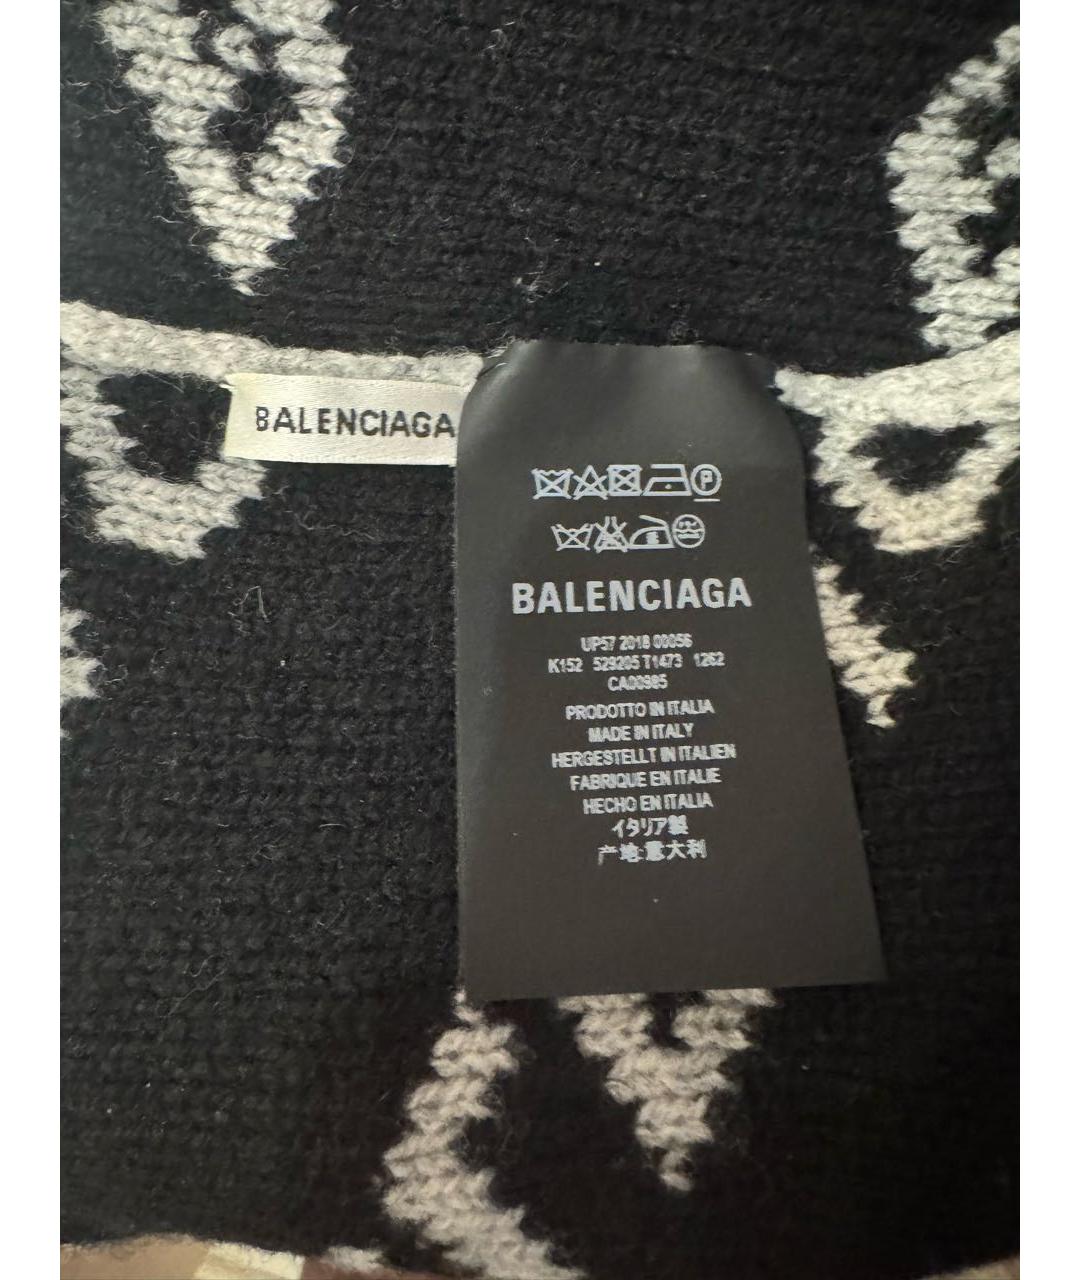 BALENCIAGA
BALENCIAGA
UP57 2018 00056
K152 529205 T1473 1262
CA00985
PRODOTTO IN ITALIA
MADE IN ITALY
HERGESTELLT IN ITALIEN
FABRIQUE EN ITALIE
HECHO EN ITALIA
イタリア製
产地:意大利